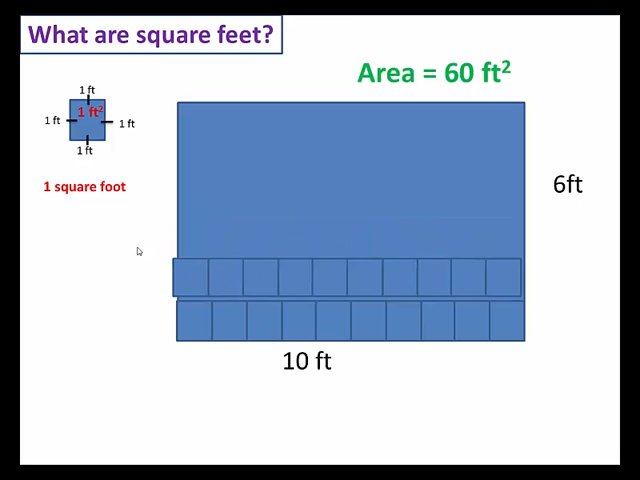 What are square feet?
Area = 60 ft²
1 ft
1 ft²
1 ft
1 ft
1 ft
1 square foot
6ft
10 ft